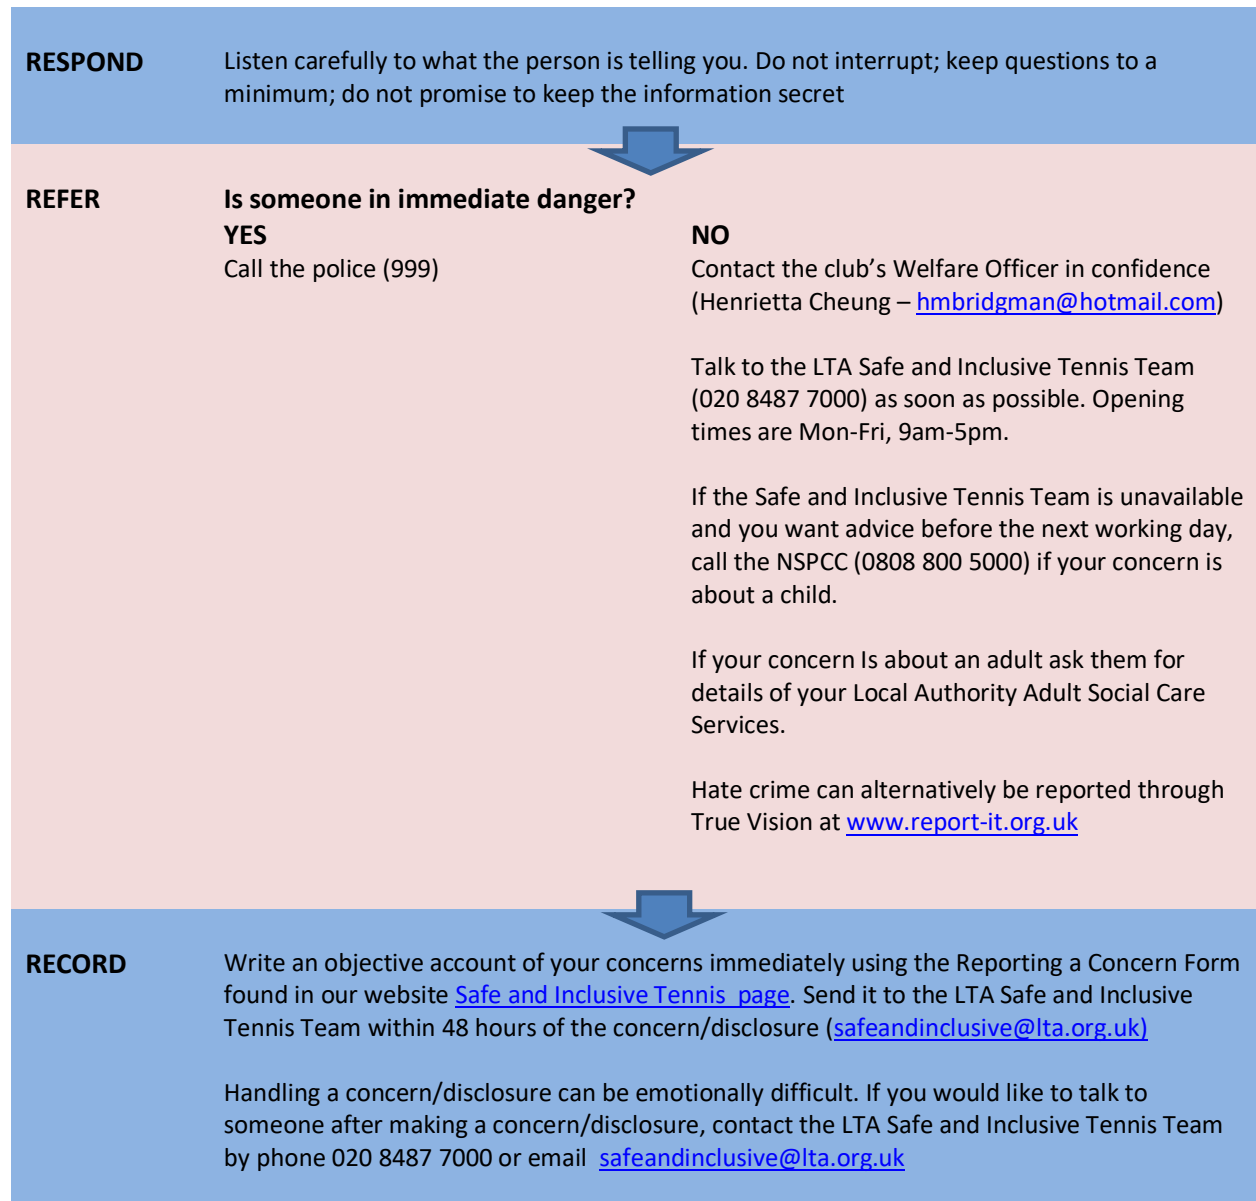 RESPOND Listen carefully to what the person is telling you. Do not interrupt; keep questions to a
minimum; do not promise to keep the information secret
REFER Is someone in immediate danger?
YES
Call the police (999)
NO
Contact the club’s Welfare Officer in confidence
(Henrietta Cheung – hmbridgman@hotmail.com)
Talk to the LTA Safe and Inclusive Tennis Team
(020 8487 7000) as soon as possible. Opening
times are Mon-Fri, 9am-5pm.
If the Safe and Inclusive Tennis Team is unavailable
and you want advice before the next working day,
call the NSPCC (0808 800 5000) if your concern is
about a child.
If your concern Is about an adult ask them for
details of your Local Authority Adult Social Care
Services.
Hate crime can alternatively be reported through
True Vision at www.report-it.org.uk
RECORD Write an objective account of your concerns immediately using the Reporting a Concern Form
found in our website Safe and Inclusive Tennis  page. Send it to the LTA Safe and Inclusive
Tennis Team within 48 hours of the concern/disclosure (safeandinclusive@lta.org.uk)
Handling a concern/disclosure can be emotionally difficult. If you would like to talk to
someone after making a concern/disclosure, contact the LTA Safe and Inclusive Tennis Team
by phone 020 8487 7000 or email  safeandinclusive@lta.org.uk